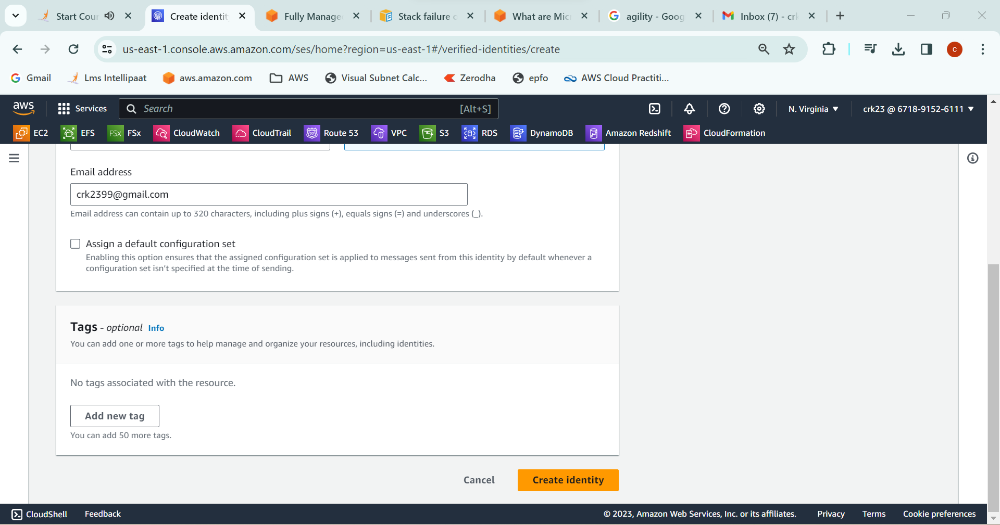 Start Cour
Create identit
Fully Manage
Stack failure
What are Mic
agility - Goog
Inbox (7) - crk
us-east-1.console.aws.amazon.com/ses/home?region=us-east-1#/verified-identities/create
C
Gmail
Lms Intellipaat
aws.amazon.com
AWS
Visual Subnet Calc...
Zerodha
epfo
AWS Cloud Practiti...
aws
Services
Search
[Alt+S]
N. Virginia
crk23 @ 6718-9152-6111
EC2
EFS
FSx
FSx
CloudWatch
CloudTrail
53
Route 53
VPC
S3
RDS
DynamoDB
Amazon Redshift
CloudFormation
Email address
crk2399@gmail.com
Email address can contain up to 320 characters, including plus signs (+), equals signs (=) and underscores (_).
Assign a default configuration set
Enabling this option ensures that the assigned configuration set is applied to messages sent from this identity by default whenever a
configuration set isn't specified at the time of sending.
Tags - optional Info
You can add one or more tags to help manage and organize your resources, including identities.
No tags associated with the resource.
Add new tag
You can add 50 more tags.
Cancel
Create identity
CloudShell
Feedback
© 2023, Amazon Web Services, Inc. or its affiliates.
Privacy
Terms
Cookie preferences